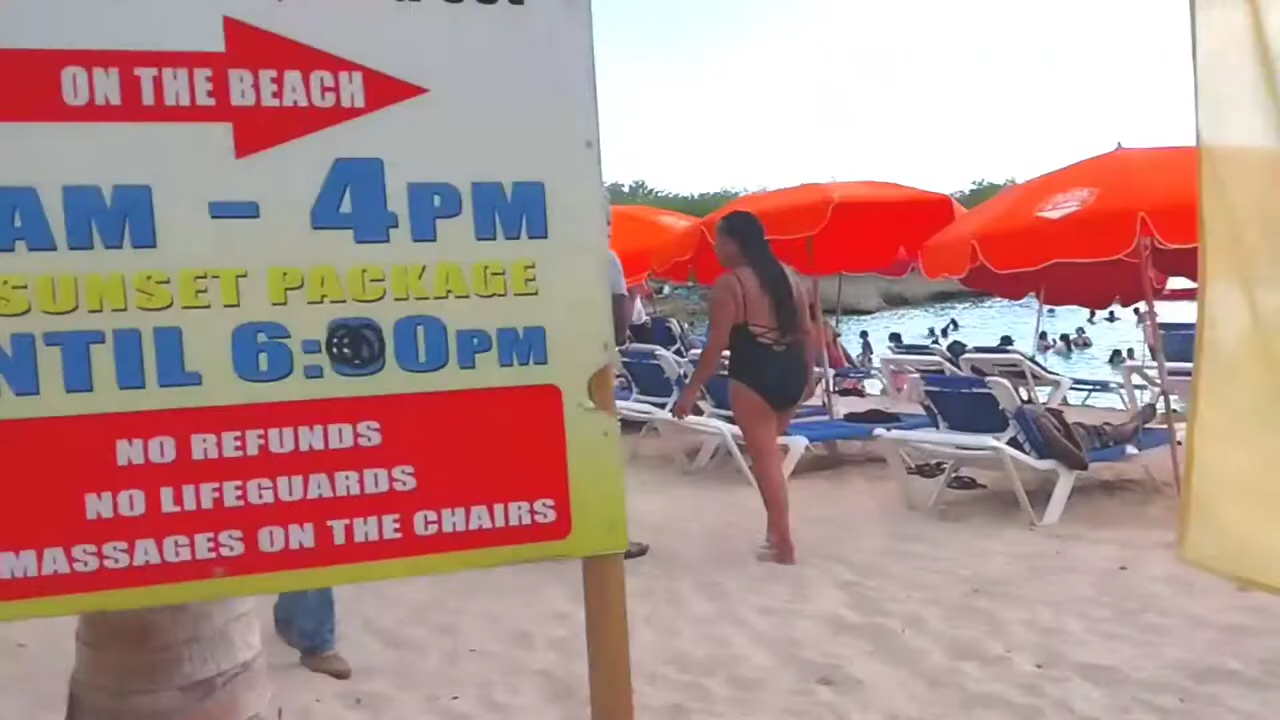 ON THE BEACH
AM - 4PM
SUNSET PACKAGE
NTIL 6:00PM
NO REFUNDS
NO LIFEGUARDS
MASSAGES ON THE CHAIRS